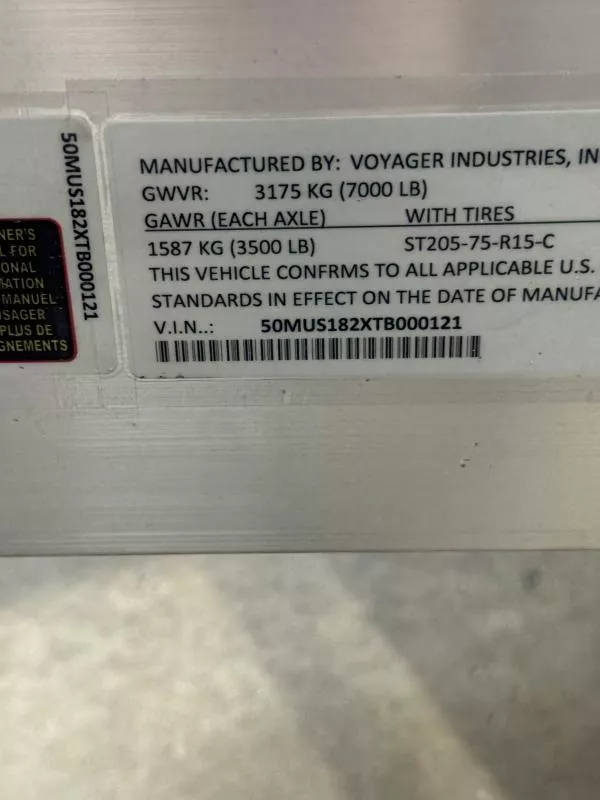 50MUS182XTB000121
NER'S
L FOR
ONAL
MATION
MANUEL
USAGER
PLUS DE
GNEMENTS
MANUFACTURED BY: VOYAGER INDUSTRIES, IN
GWVR: 3175 KG (7000 LB)
GAWR (EACH AXLE) WITH TIRES
1587 KG (3500 LB) ST205-75-R15-C
THIS VEHICLE CONFRMS TO ALL APPLICABLE U.S.
STANDARDS IN EFFECT ON THE DATE OF MANUFA
V.I.N..: 50MUS182XTB000121